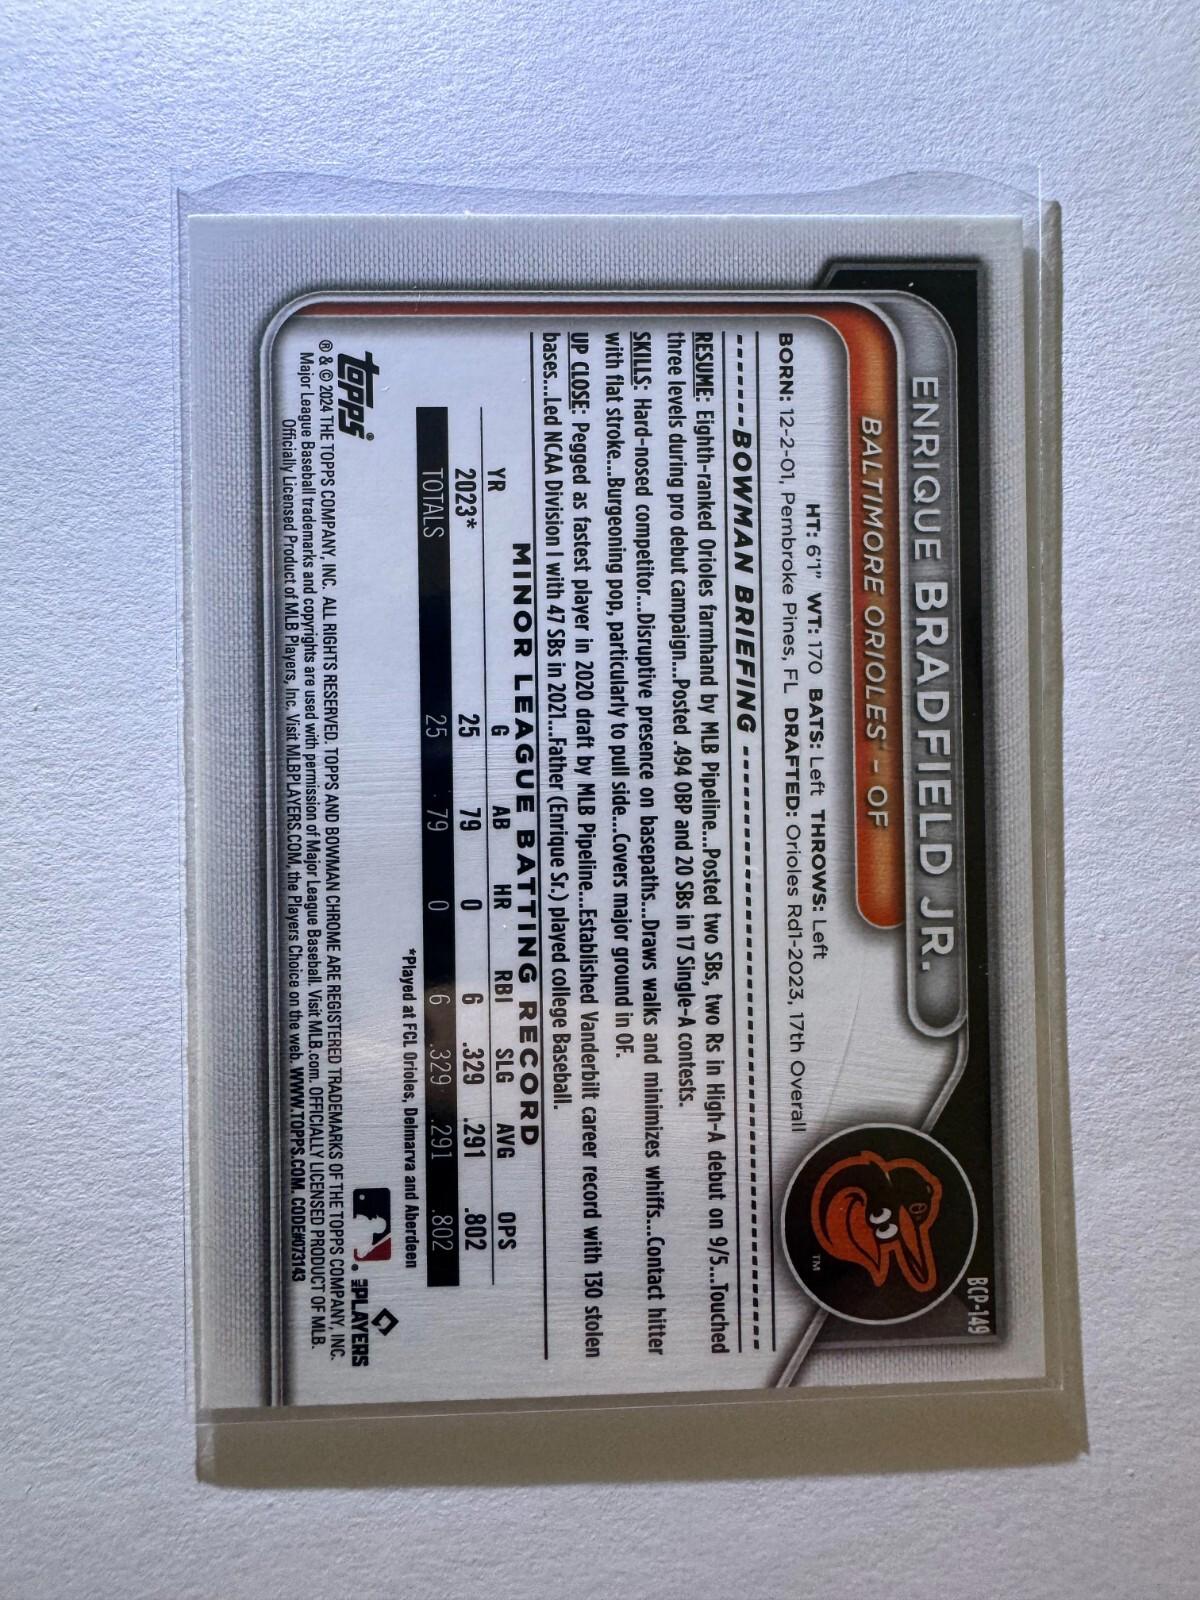 BCP-149
ENRIQUE BRADFIELD JR.
BALTIMORE ORIOLES - OF
TM
HT: 6'1" WT: 170 BATS: Left THROWS: Left
BORN: 12-2-01, Pembroke Pines, FL DRAFTED: Orioles Rd1-2023, 17th Overall
BOWMAN BRIEFING
RESUME: Eighth-ranked Orioles farmhand by MLB Pipeline...Posted two SBs, two Rs in High-A debut on 9/5...Touched
three levels during pro debut campaign...Posted .494 OBP and 20 SBs in 17 Single-A contests.
SKILLS: Hard-nosed competitor...Disruptive presence on basepaths...Draws walks and minimizes whiffs...Contact hitter
with flat stroke...Burgeoning pop, particularly to pull side...Covers major ground in OF.
UP CLOSE: Pegged as fastest player in 2020 draft by MLB Pipeline...Established Vanderbilt career record with 130 stolen
bases...Led NCAA Division I with 47 SBs in 2021...Father (Enrique Sr.) played college Baseball.
MINOR LEAGUE BATTING RECORD
YR G AB HR RBI SLG AVG OPS
2023* 25 79 0 6 .329 .291 .802
TOTALS 25 79 0 6 .329 .291 .802
*Played at FCL Orioles, Delmarva and Aberdeen
topps®
MLB PLAYERS
® & © 2024 THE TOPPS COMPANY, INC. ALL RIGHTS RESERVED. TOPPS AND BOWMAN CHROME ARE REGISTERED TRADEMARKS OF THE TOPPS COMPANY, INC.
Major League Baseball trademarks and copyrights are used with permission of Major League Baseball. Visit MLB.com. OFFICIALLY LICENSED PRODUCT OF MLB
Officially Licensed Product of MLB Players, Inc. Visit MLBPLAYERS.COM, the Players Choice on the web. WWW.TOPPS.COM. CODE#073143